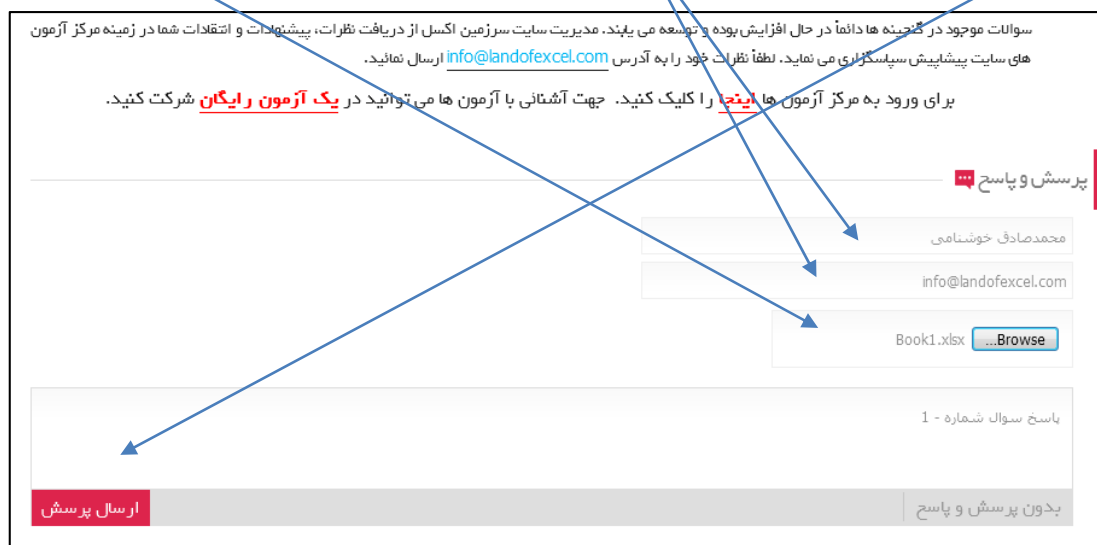 سوالات موجود در گنجینه ها دائماً در حال افزایش بوده و توسعه می یابند. مدیریت سایت سرزمین اکسل از دریافت نظرات، پیشنهادات و انتقادات شما در زمینه مرکز آزمون
های سایت پیشاپیش سپاسگزاری می نماید. لطفاً نظرات خود را به آدرس info@landofexcel.com ارسال نمائید.
برای ورود به مرکز آزمون ها اینجا را کلیک کنید. جهت آشنائی با آزمون ها می توانید در یک آزمون رایگان شرکت کنید.
پرسش و پاسخ
محمدصادق خوشنامی
info@landofexcel.com
Book1.xlsx ...Browse
پاسخ سوال شماره - 1
بدون پرسش و پاسخ ارسال پرسش